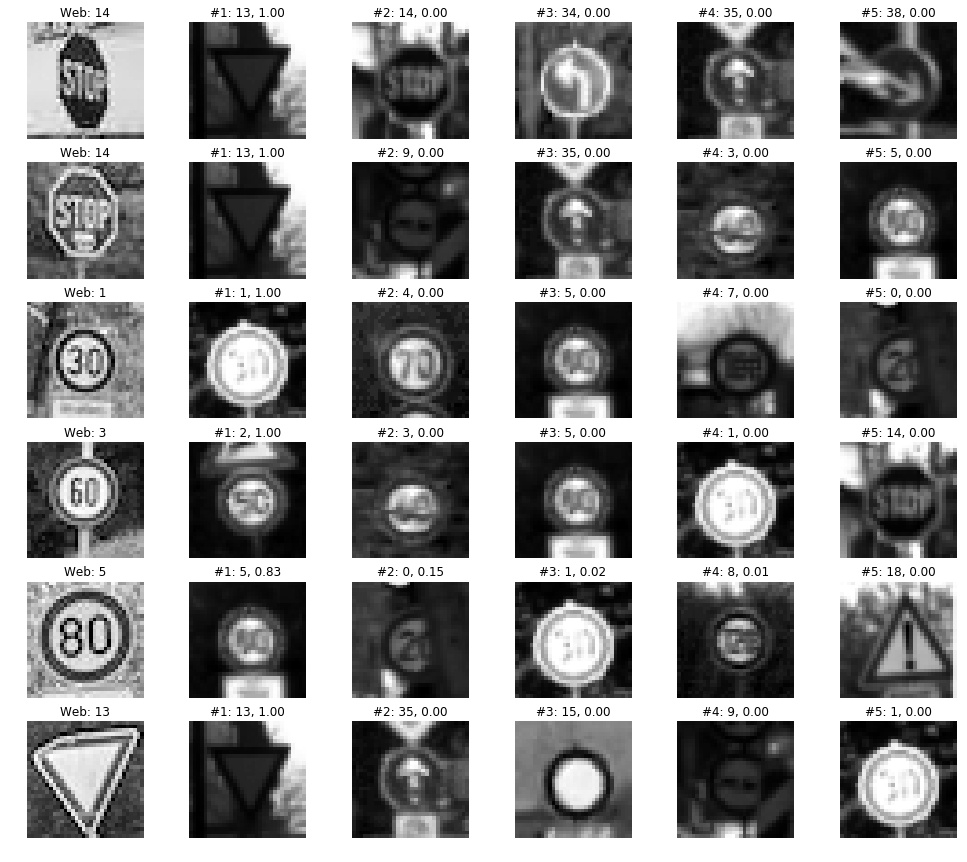 Web: 14 #1: 13, 1.00 #2: 14, 0.00 #3: 34, 0.00 #4: 35, 0.00 #5: 38, 0.00
STOP STOP
Web: 14 #1: 13, 1.00 #2: 9, 0.00 #3: 35, 0.00 #4: 3, 0.00 #5: 5, 0.00
STOP
Web: 1 #1: 1, 1.00 #2: 4, 0.00 #3: 5, 0.00 #4: 7, 0.00 #5: 0, 0.00
30 70
Web: 3 #1: 2, 1.00 #2: 3, 0.00 #3: 5, 0.00 #4: 1, 0.00 #5: 14, 0.00
60 50 STOP
Web: 5 #1: 5, 0.83 #2: 0, 0.15 #3: 1, 0.02 #4: 8, 0.01 #5: 18, 0.00
80 !
Web: 13 #1: 13, 1.00 #2: 35, 0.00 #3: 15, 0.00 #4: 9, 0.00 #5: 1, 0.00